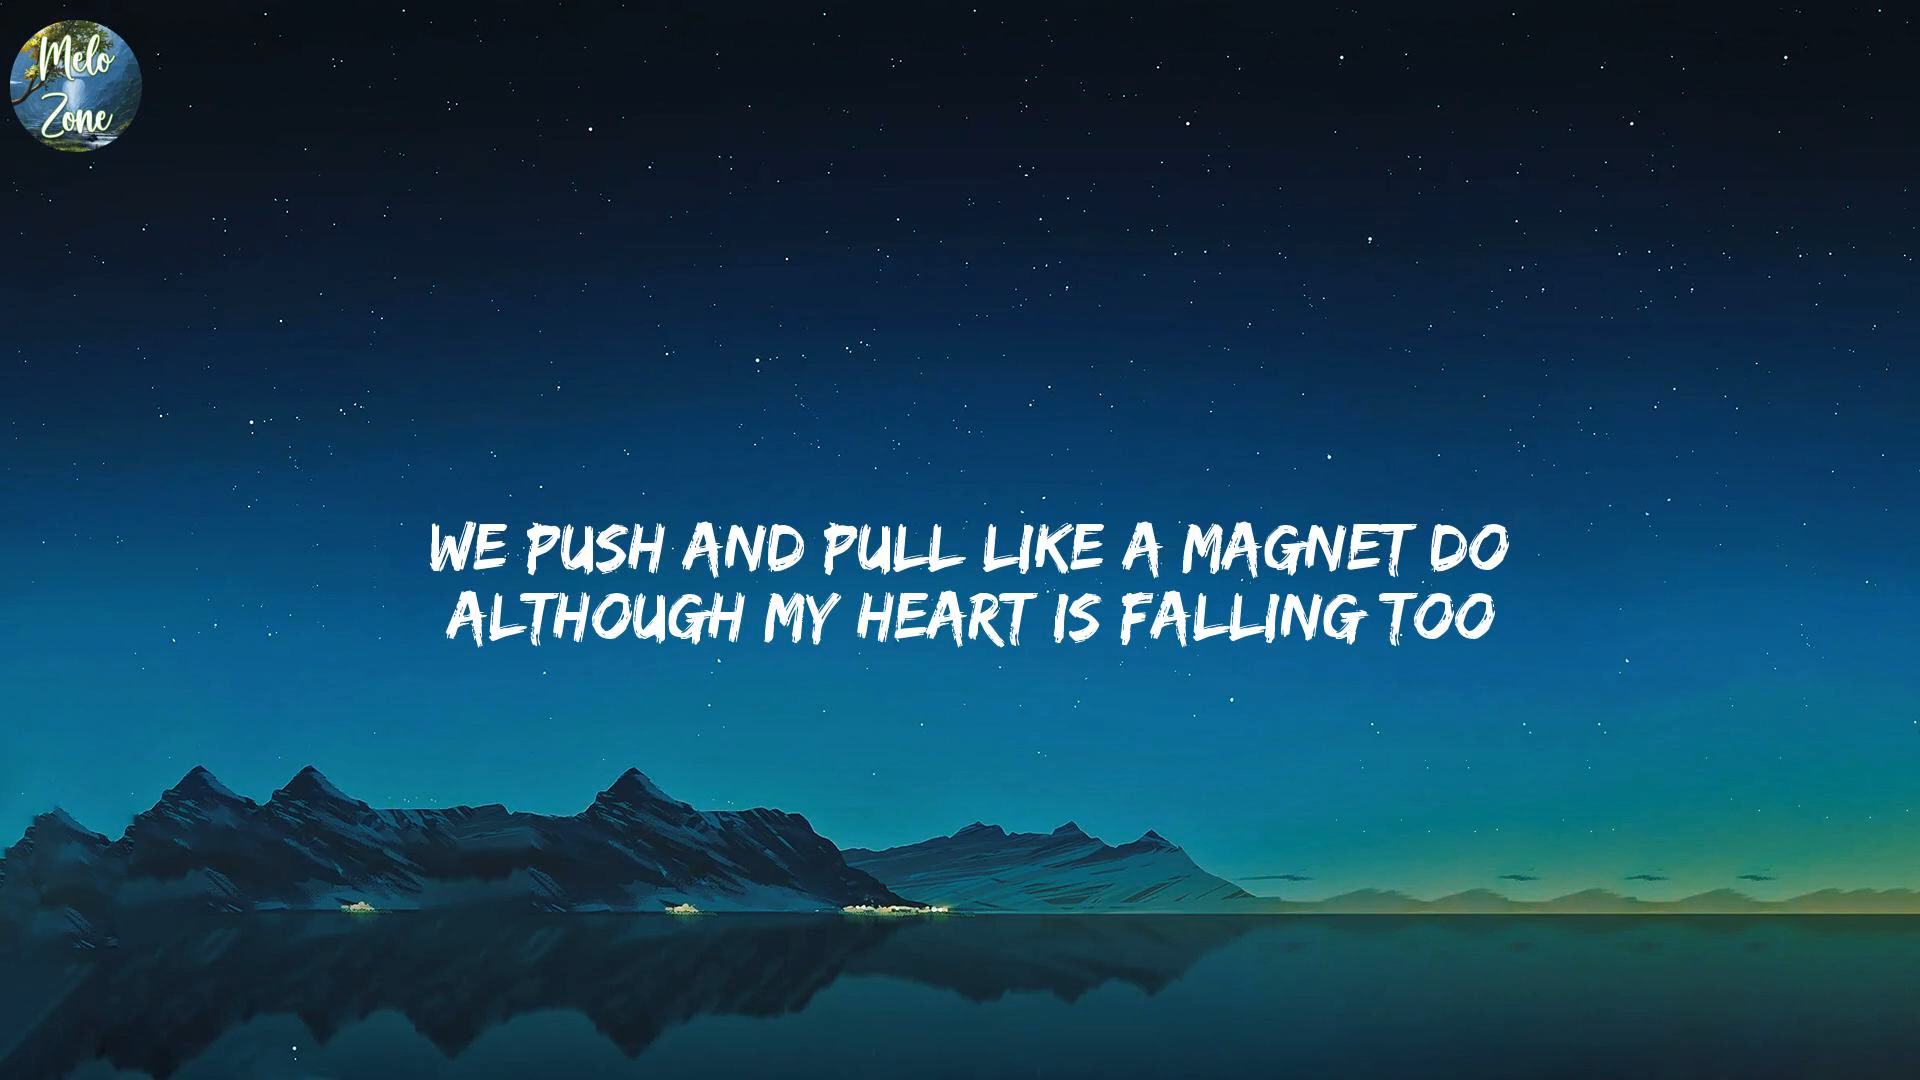 Melo
Zone
WE PUSH AND PULL LIKE A MAGNET DO
ALTHOUGH MY HEART IS FALLING TOO